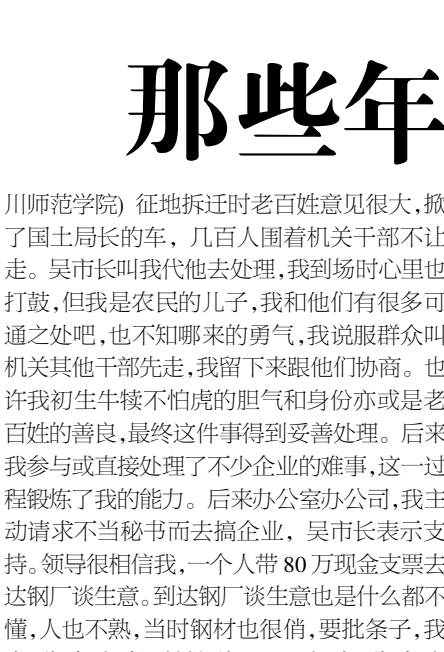 那些年
川师范学院) 征地拆迁时老百姓意见很大,掀
了国土局长的车, 几百人围着机关干部不让
走。吴市长叫我代他去处理,我到场时心里也
打鼓,但我是农民的儿子,我和他们有很多可
通之处吧,也不知哪来的勇气,我说服群众叫
机关其他干部先走,我留下来跟他们协商。也
许我初生牛犊不怕虎的胆气和身份亦或是老
百姓的善良,最终这件事得到妥善处理。后来
我参与或直接处理了不少企业的难事,这一过
程锻炼了我的能力。后来办公室办公司,我主
动请求不当秘书而去搞企业, 吴市长表示支
持。领导很相信我,一个人带 80 万现金支票去
达钢厂谈生意。到达钢厂谈生意也是什么都不
懂,人也不熟,当时钢材也很俏,要批条子,我